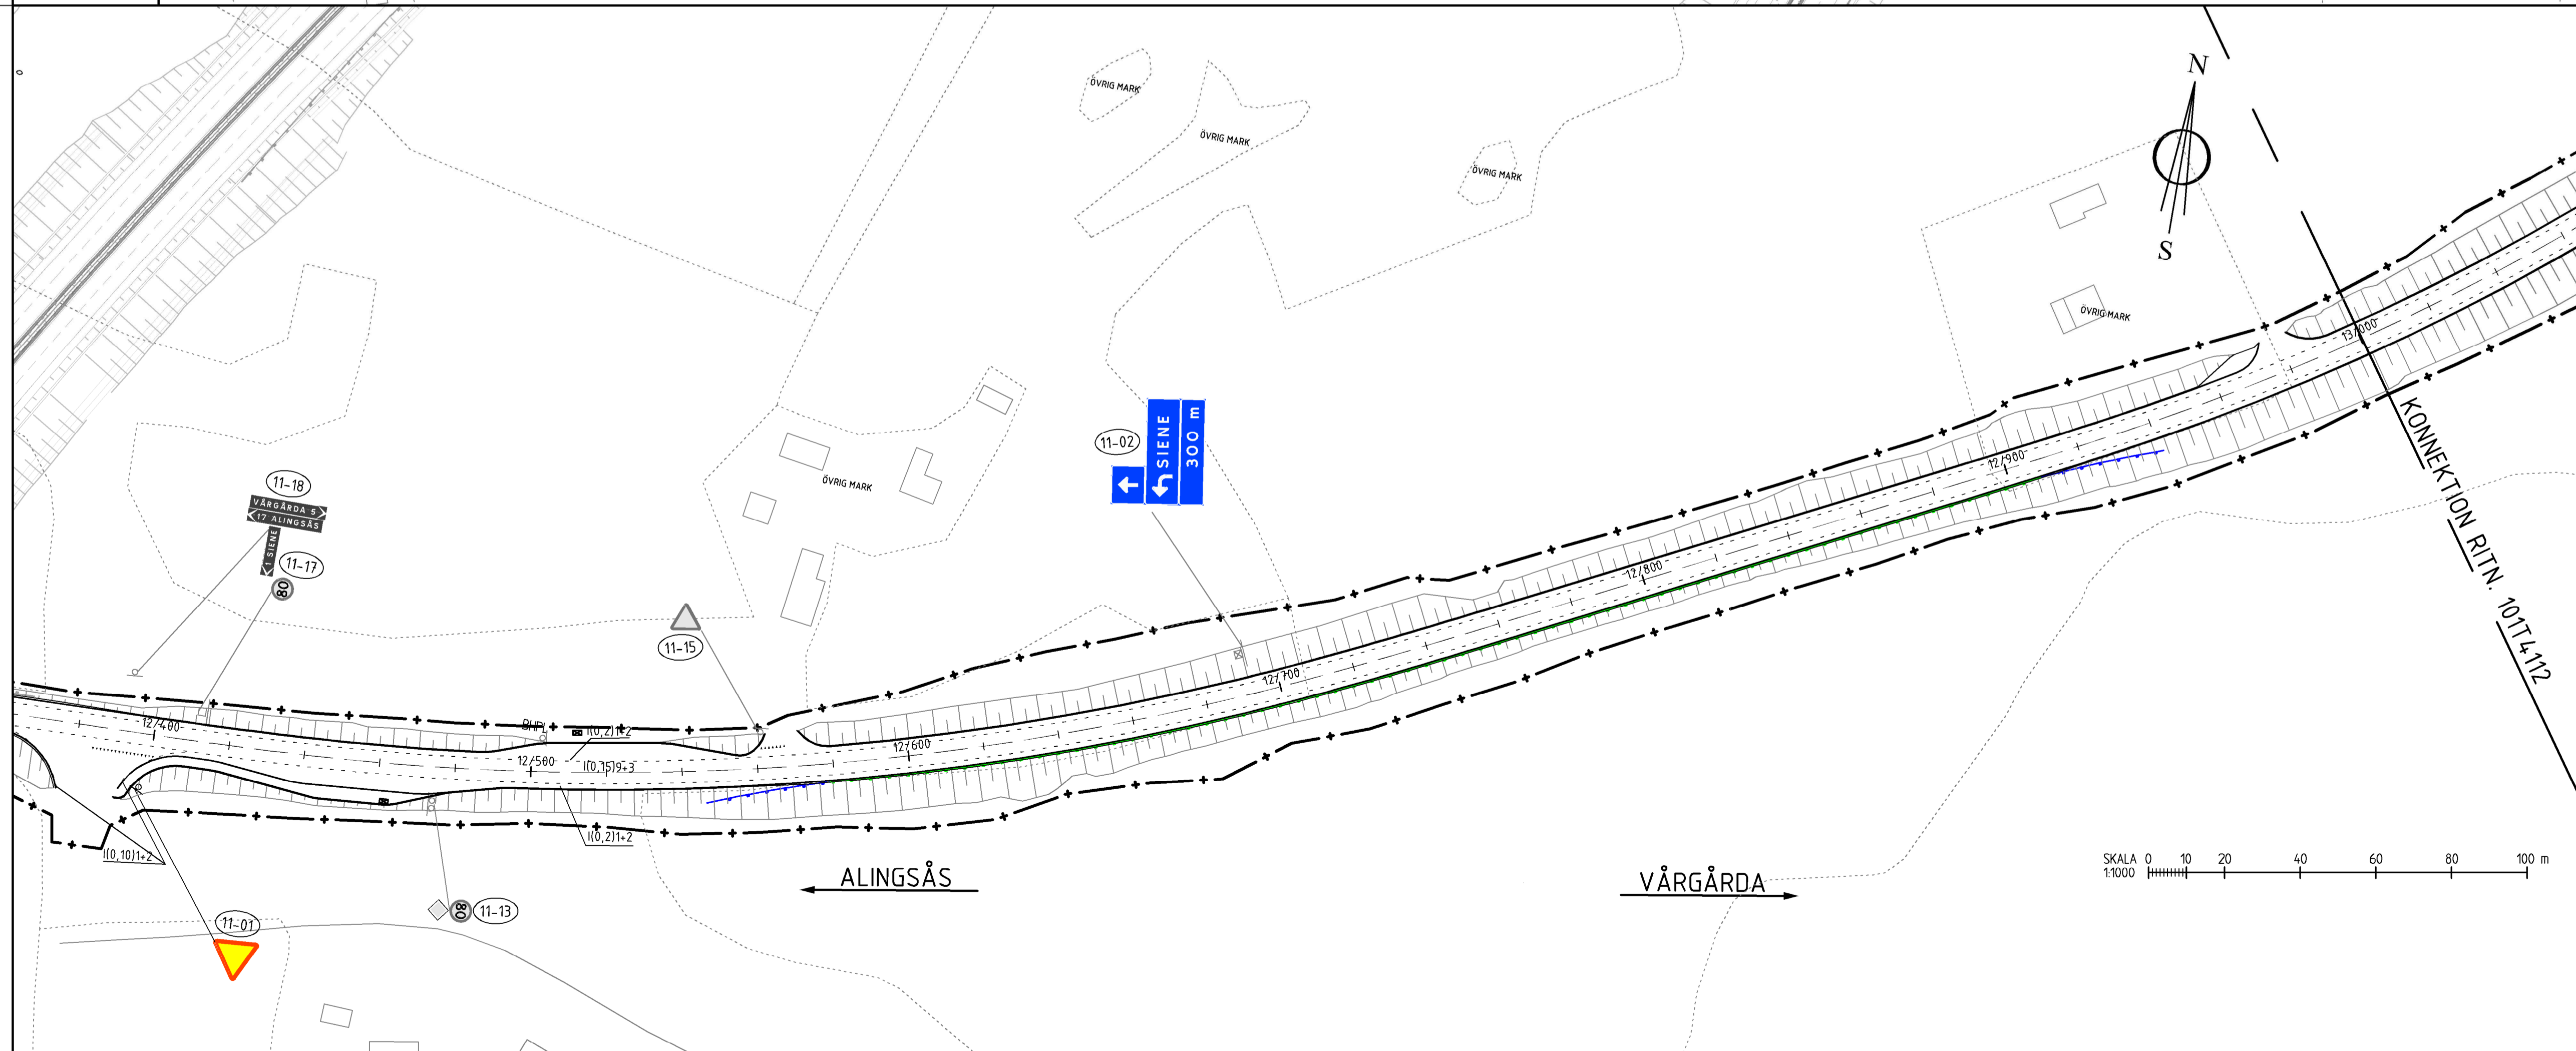 ÖVRIG MARK
ÖVRIG MARK
ÖVRIG MARK
N
S
ÖVRIG MARK
13/000
KONNEKTION RITN. 101T4112
11-02
SIENE
300 m
12/900
11-18
VÅRGÅRDA 5
17 ALINGSÅS
1 SIENE
11-17
80
ÖVRIG MARK
12/800
11-15
12/700
12/400
BHPL
I(0,2)1+2
12/500
I(0,15)9+3
12/600
I(0,2)1+2
I(0,10)1+2
ALINGSÅS
VÅRGÅRDA
SKALA
1:1000
0 10 20 40 60 80 100 m
80
11-13
11-01